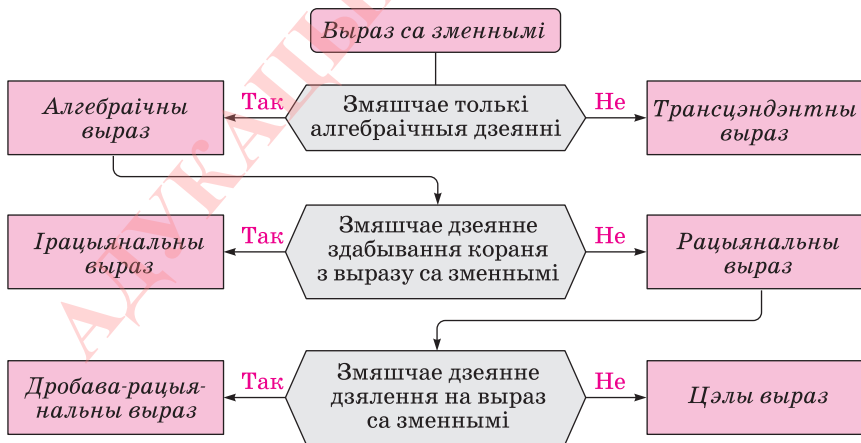 Выраз са зменнымі
Алгебраічны
выраз
Так
Змяшчае толькі
алгебраічныя дзеянні
Не
Трансцэндэнтны
выраз
Ірацыянальны
выраз
Так
Змяшчае дзеянне
здабывання кораня
з выразу са зменнымі
Не
Рацыянальны
выраз
Дробава-рацыя-
нальны выраз
Так
Змяшчае дзеянне
дзялення на выраз
са зменнымі
Не
Цэлы выраз